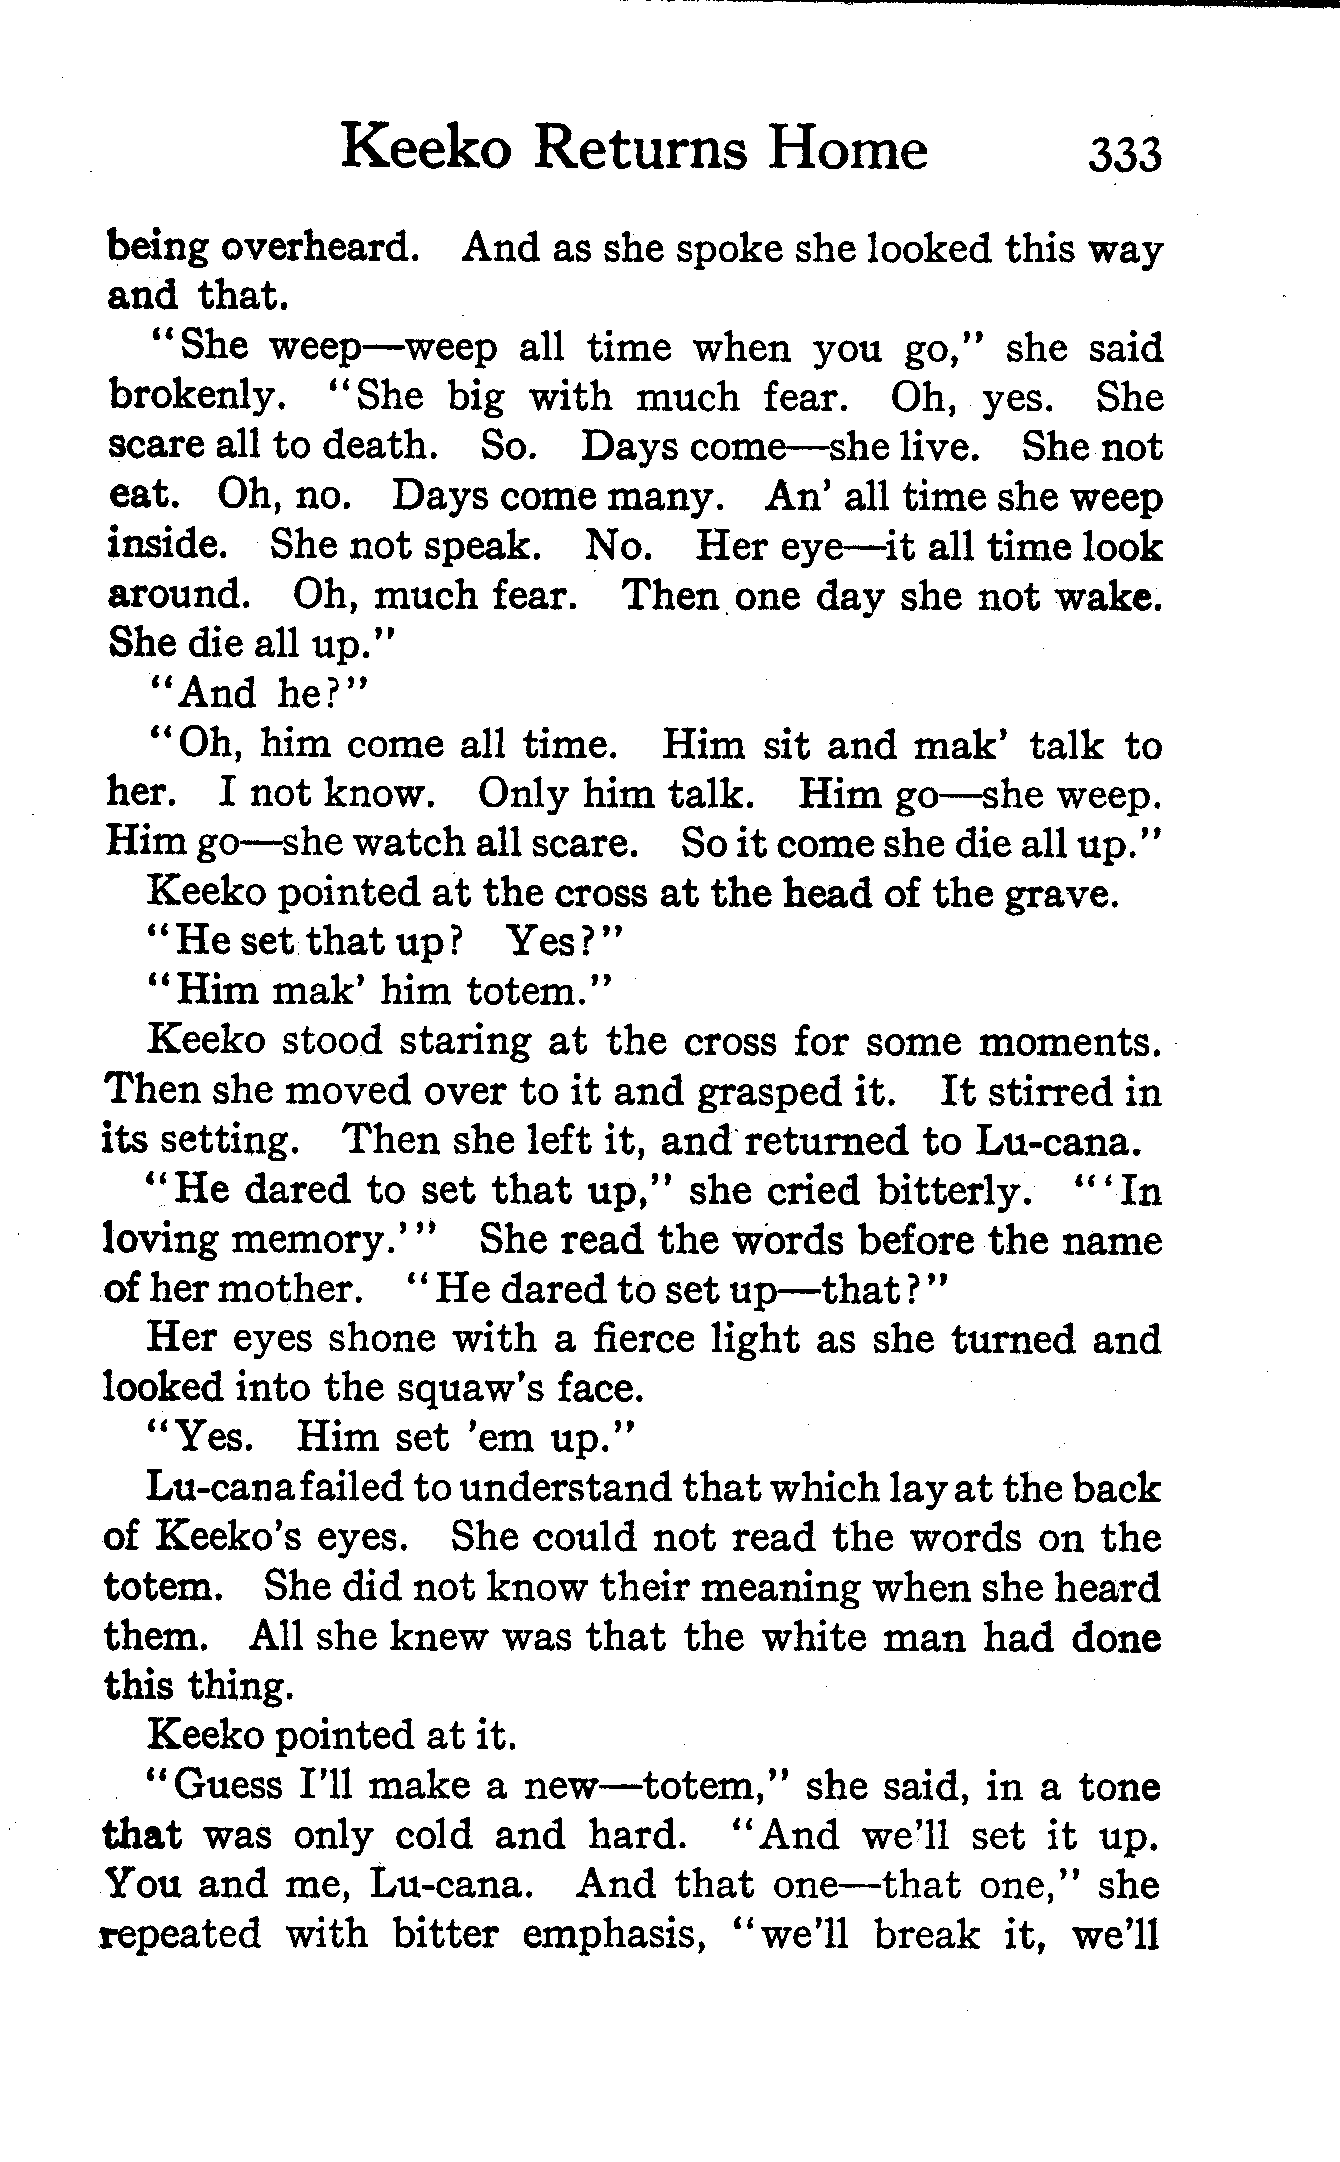 Keeko Returns Home 333
being overheard. And as she spoke she looked this way
and that.
"She weep—weep all time when you go," she said
brokenly. "She big with much fear. Oh, yes. She
scare all to death. So. Days come—she live. She not
eat. Oh, no. Days come many. An' all time she weep
inside. She not speak. No. Her eye—it all time look
around. Oh, much fear. Then one day she not wake.
She die all up."
"And he?"
"Oh, him come all time. Him sit and mak' talk to
her. I not know. Only him talk. Him go—she weep.
Him go—she watch all scare. So it come she die all up."
Keeko pointed at the cross at the head of the grave.
"He set that up? Yes?"
"Him mak' him totem."
Keeko stood staring at the cross for some moments.
Then she moved over to it and grasped it. It stirred in
its setting. Then she left it, and returned to Lu-cana.
"He dared to set that up," she cried bitterly. "'In
loving memory.'" She read the words before the name
of her mother. "He dared to set up—that?"
Her eyes shone with a fierce light as she turned and
looked into the squaw's face.
"Yes. Him set 'em up."
Lu-cana failed to understand that which lay at the back
of Keeko's eyes. She could not read the words on the
totem. She did not know their meaning when she heard
them. All she knew was that the white man had done
this thing.
Keeko pointed at it.
"Guess I'll make a new—totem," she said, in a tone
that was only cold and hard. "And we'll set it up.
You and me, Lu-cana. And that one—that one," she
repeated with bitter emphasis, "we'll break it, we'll